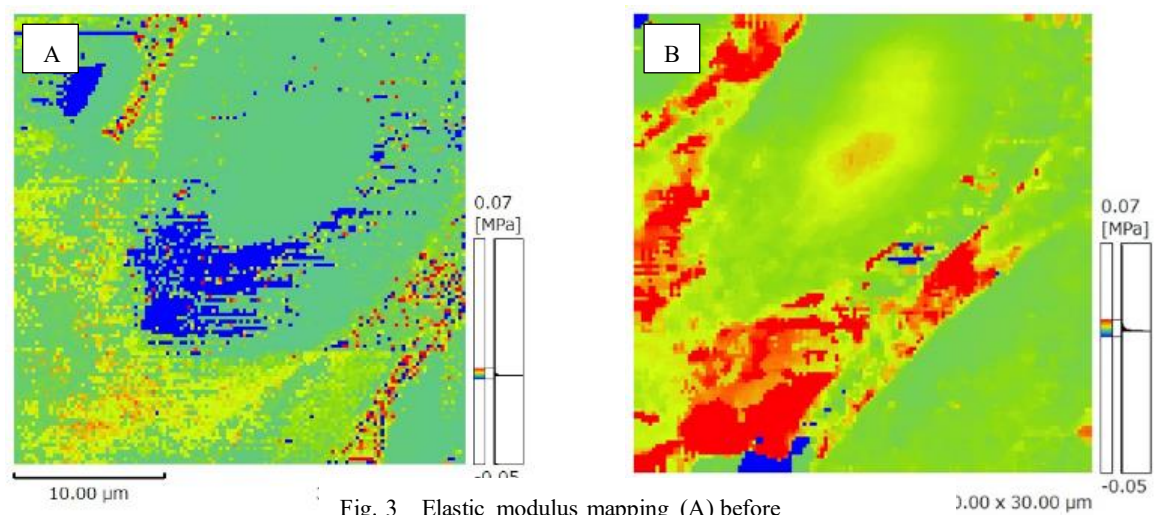 A
B
0.07
[MPa]
-0.05
10.00 μm
0.07
[MPa]
-0.05
0.00 x 30.00 μm
Fig. 3 Elastic modulus mapping (A) before